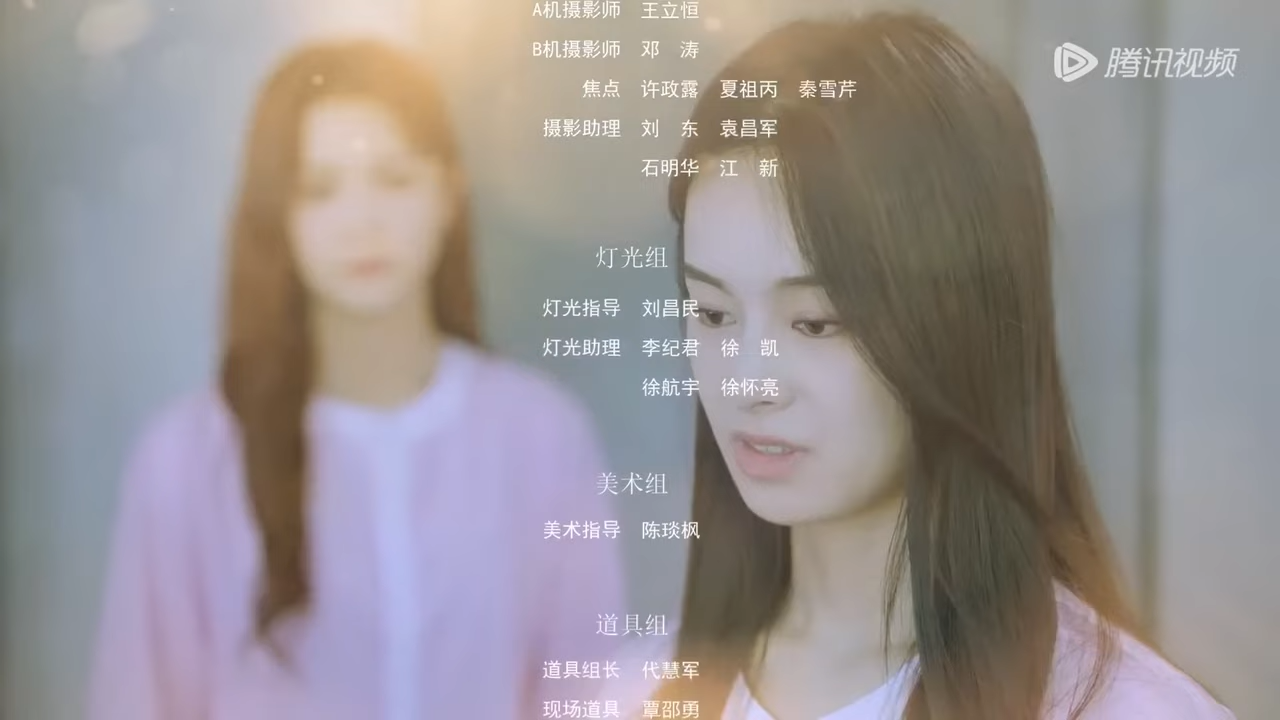 A机摄影师 王立恒
腾讯视频
B机摄影师 邓 涛
焦点 许政露 夏祖丙 秦雪芹
摄影助理 刘 东 袁昌军
石明华 江 新
灯光组
灯光指导 刘昌民
灯光助理 李纪君 徐 凯
徐航宇 徐怀亮
美术组
美术指导 陈琰枫
道具组
道具组长 代慧军
现场道具 覃邵勇